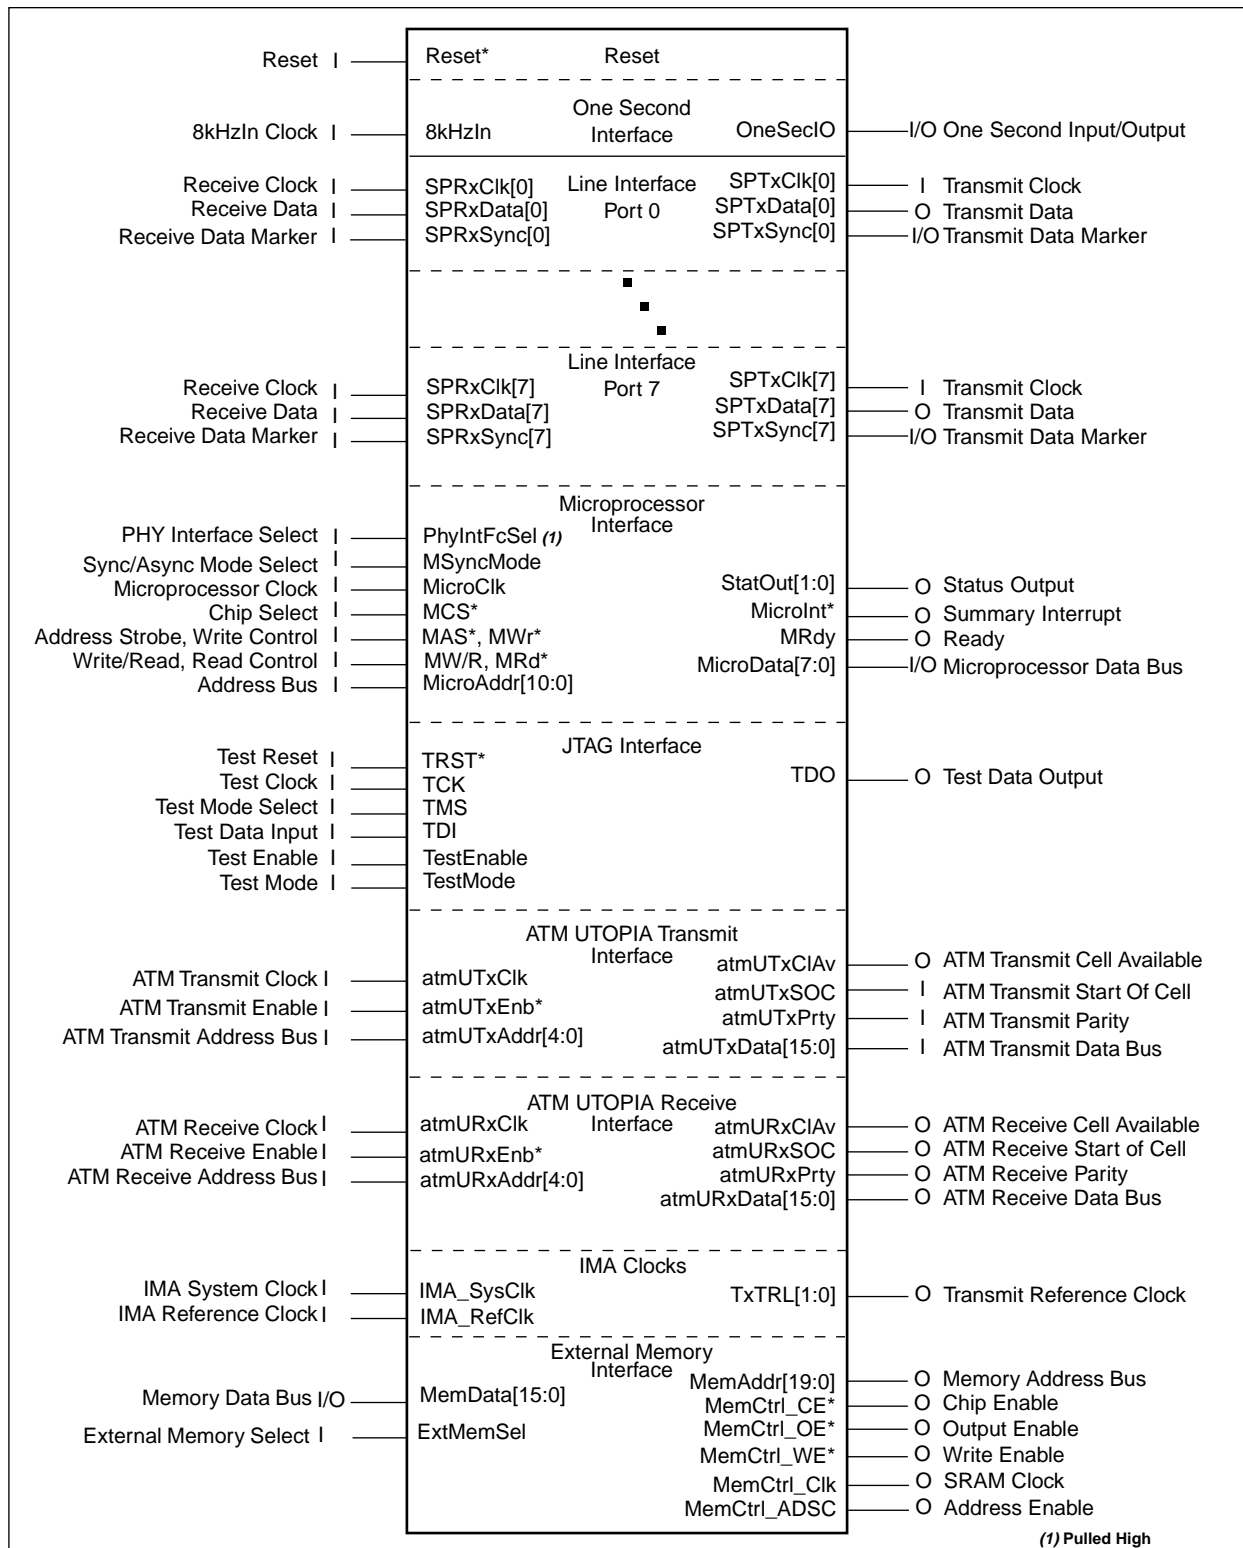 Reset I Reset* Reset
One Second
8kHzIn Clock I 8kHzIn Interface OneSecIO I/O One Second Input/Output
Receive Clock I SPRxClk[0] Line Interface SPTxClk[0] I Transmit Clock
Receive Data I SPRxData[0] Port 0 SPTxData[0] O Transmit Data
Receive Data Marker I SPRxSync[0] SPTxSync[0] I/O Transmit Data Marker
Line Interface
Receive Clock I SPRxClk[7] Port 7 SPTxClk[7] I Transmit Clock
Receive Data I SPRxData[7] SPTxData[7] O Transmit Data
Receive Data Marker I SPRxSync[7] SPTxSync[7] I/O Transmit Data Marker
Microprocessor
Interface
PHY Interface Select I PhyIntFcSel (1)
Sync/Async Mode Select I MSyncMode
Microprocessor Clock I MicroClk StatOut[1:0] O Status Output
Chip Select I MCS* MicroInt* O Summary Interrupt
Address Strobe, Write Control I MAS*, MWr* MRdy O Ready
Write/Read, Read Control I MW/R, MRd* MicroData[7:0] I/O Microprocessor Data Bus
Address Bus I MicroAddr[10:0]
JTAG Interface
Test Reset I TRST* TDO O Test Data Output
Test Clock I TCK
Test Mode Select I TMS
Test Data Input I TDI
Test Enable I TestEnable
Test Mode I TestMode
ATM UTOPIA Transmit
Interface atmUTxClAv O ATM Transmit Cell Available
ATM Transmit Clock I atmUTxClk atmUTxSOC I ATM Transmit Start Of Cell
ATM Transmit Enable I atmUTxEnb* atmUTxPrty I ATM Transmit Parity
ATM Transmit Address Bus I atmUTxAddr[4:0] atmUTxData[15:0] I ATM Transmit Data Bus
ATM UTOPIA Receive
ATM Receive Clock I atmURxClk Interface atmURxClAv O ATM Receive Cell Available
ATM Receive Enable I atmURxEnb* atmURxSOC O ATM Receive Start of Cell
ATM Receive Address Bus I atmURxAddr[4:0] atmURxPrty O ATM Receive Parity
atmURxData[15:0] O ATM Receive Data Bus
IMA Clocks
IMA System Clock I IMA_SysClk TxTRL[1:0] O Transmit Reference Clock
IMA Reference Clock I IMA_RefClk
External Memory
Interface
MemAddr[19:0] O Memory Address Bus
Memory Data Bus I/O MemData[15:0] MemCtrl_CE* O Chip Enable
External Memory Select I ExtMemSel MemCtrl_OE* O Output Enable
MemCtrl_WE* O Write Enable
MemCtrl_Clk O SRAM Clock
MemCtrl_ADSC O Address Enable
(1) Pulled High